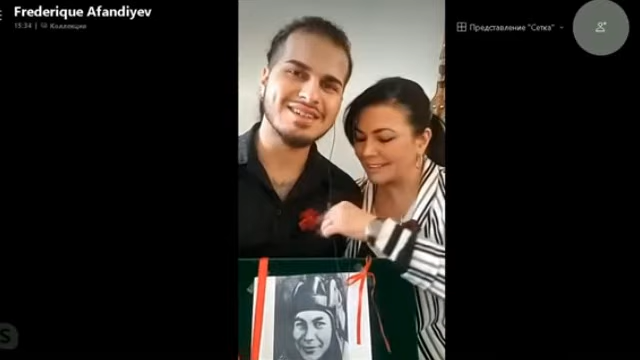 Frederique Afandiyev
15:34 | Коллекция
Представление "Сетка"
S